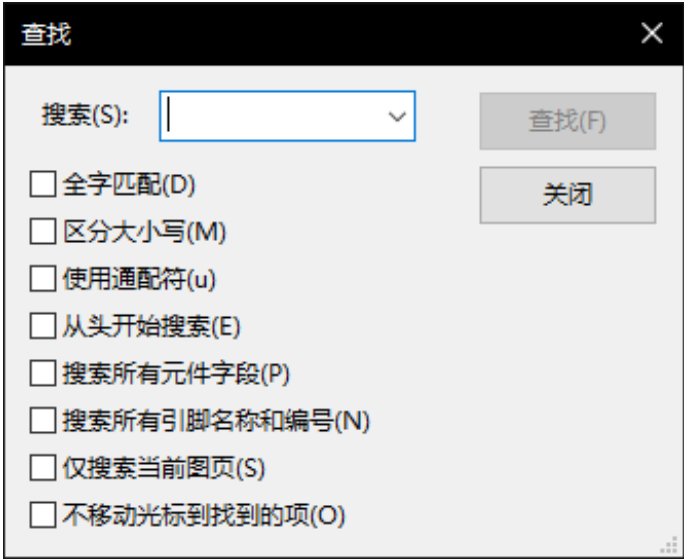 查找
搜索(S):
查找(F)
全字匹配(D)
关闭
区分大小写(M)
使用通配符(u)
从头开始搜索(E)
搜索所有元件字段(P)
搜索所有引脚名称和编号(N)
仅搜索当前图页(S)
不移动光标到找到的项(O)